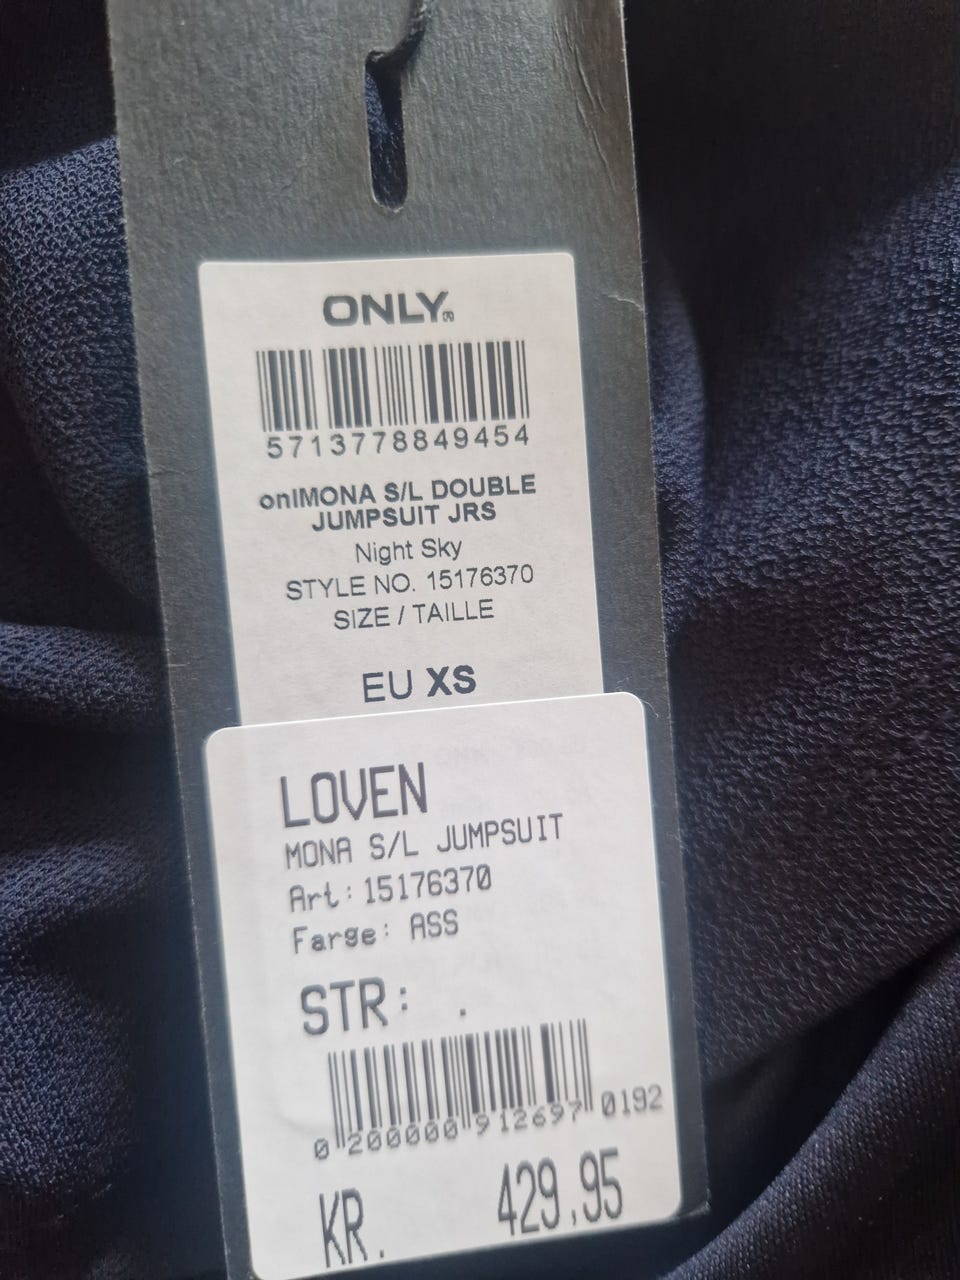 ONLY®
5713778849454
onlMONA S/L DOUBLE
JUMPSUIT JRS
Night Sky
STYLE NO. 15176370
SIZE / TAILLE
EU XS
LOVEN
MONA S/L JUMPSUIT
Art: 15176370
Farge: ASS
STR: .
0 200000 912697 0192
KR. 429,95